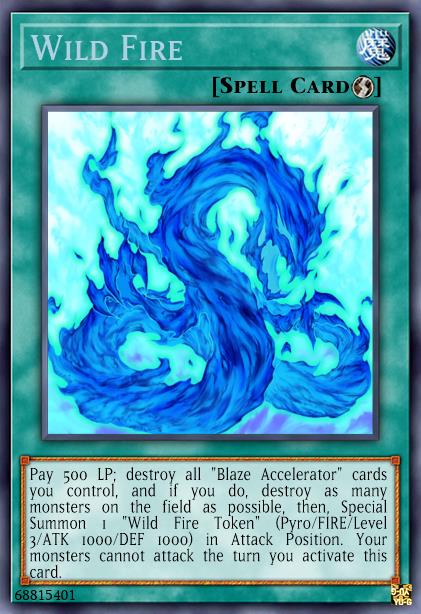 Wild Fire
魔
[Spell Card]
Pay 500 LP; destroy all "Blaze Accelerator" cards
you control, and if you do, destroy as many
monsters on the field as possible, then, Special
Summon 1 "Wild Fire Token" (Pyro/FIRE/Level
3/ATK 1000/DEF 1000) in Attack Position. Your
monsters cannot attack the turn you activate this
card.
68815401